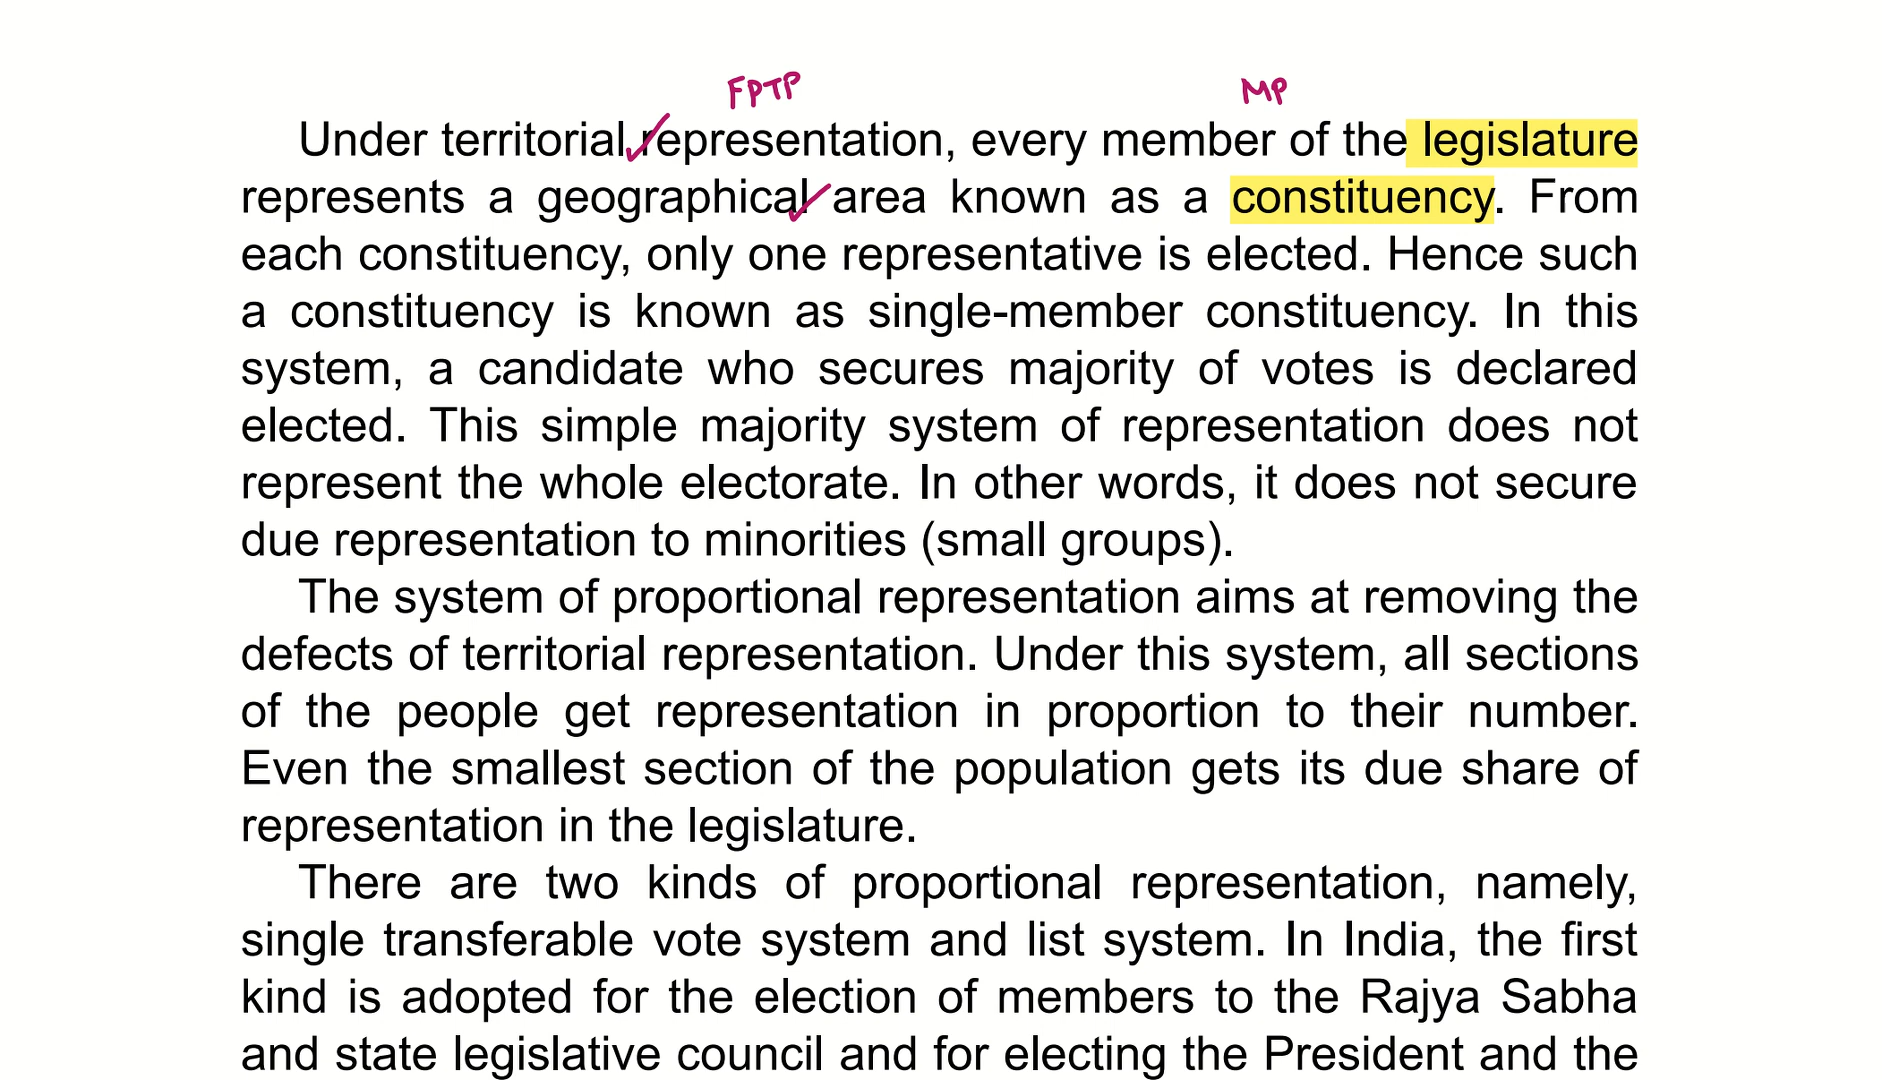 FPTP MP
Under territorial representation, every member of the legislature
represents a geographical area known as a constituency. From
each constituency, only one representative is elected. Hence such
a constituency is known as single-member constituency. In this
system, a candidate who secures majority of votes is declared
elected. This simple majority system of representation does not
represent the whole electorate. In other words, it does not secure
due representation to minorities (small groups).
The system of proportional representation aims at removing the
defects of territorial representation. Under this system, all sections
of the people get representation in proportion to their number.
Even the smallest section of the population gets its due share of
representation in the legislature.
There are two kinds of proportional representation, namely,
single transferable vote system and list system. In India, the first
kind is adopted for the election of members to the Rajya Sabha
and state legislative council and for electing the President and the